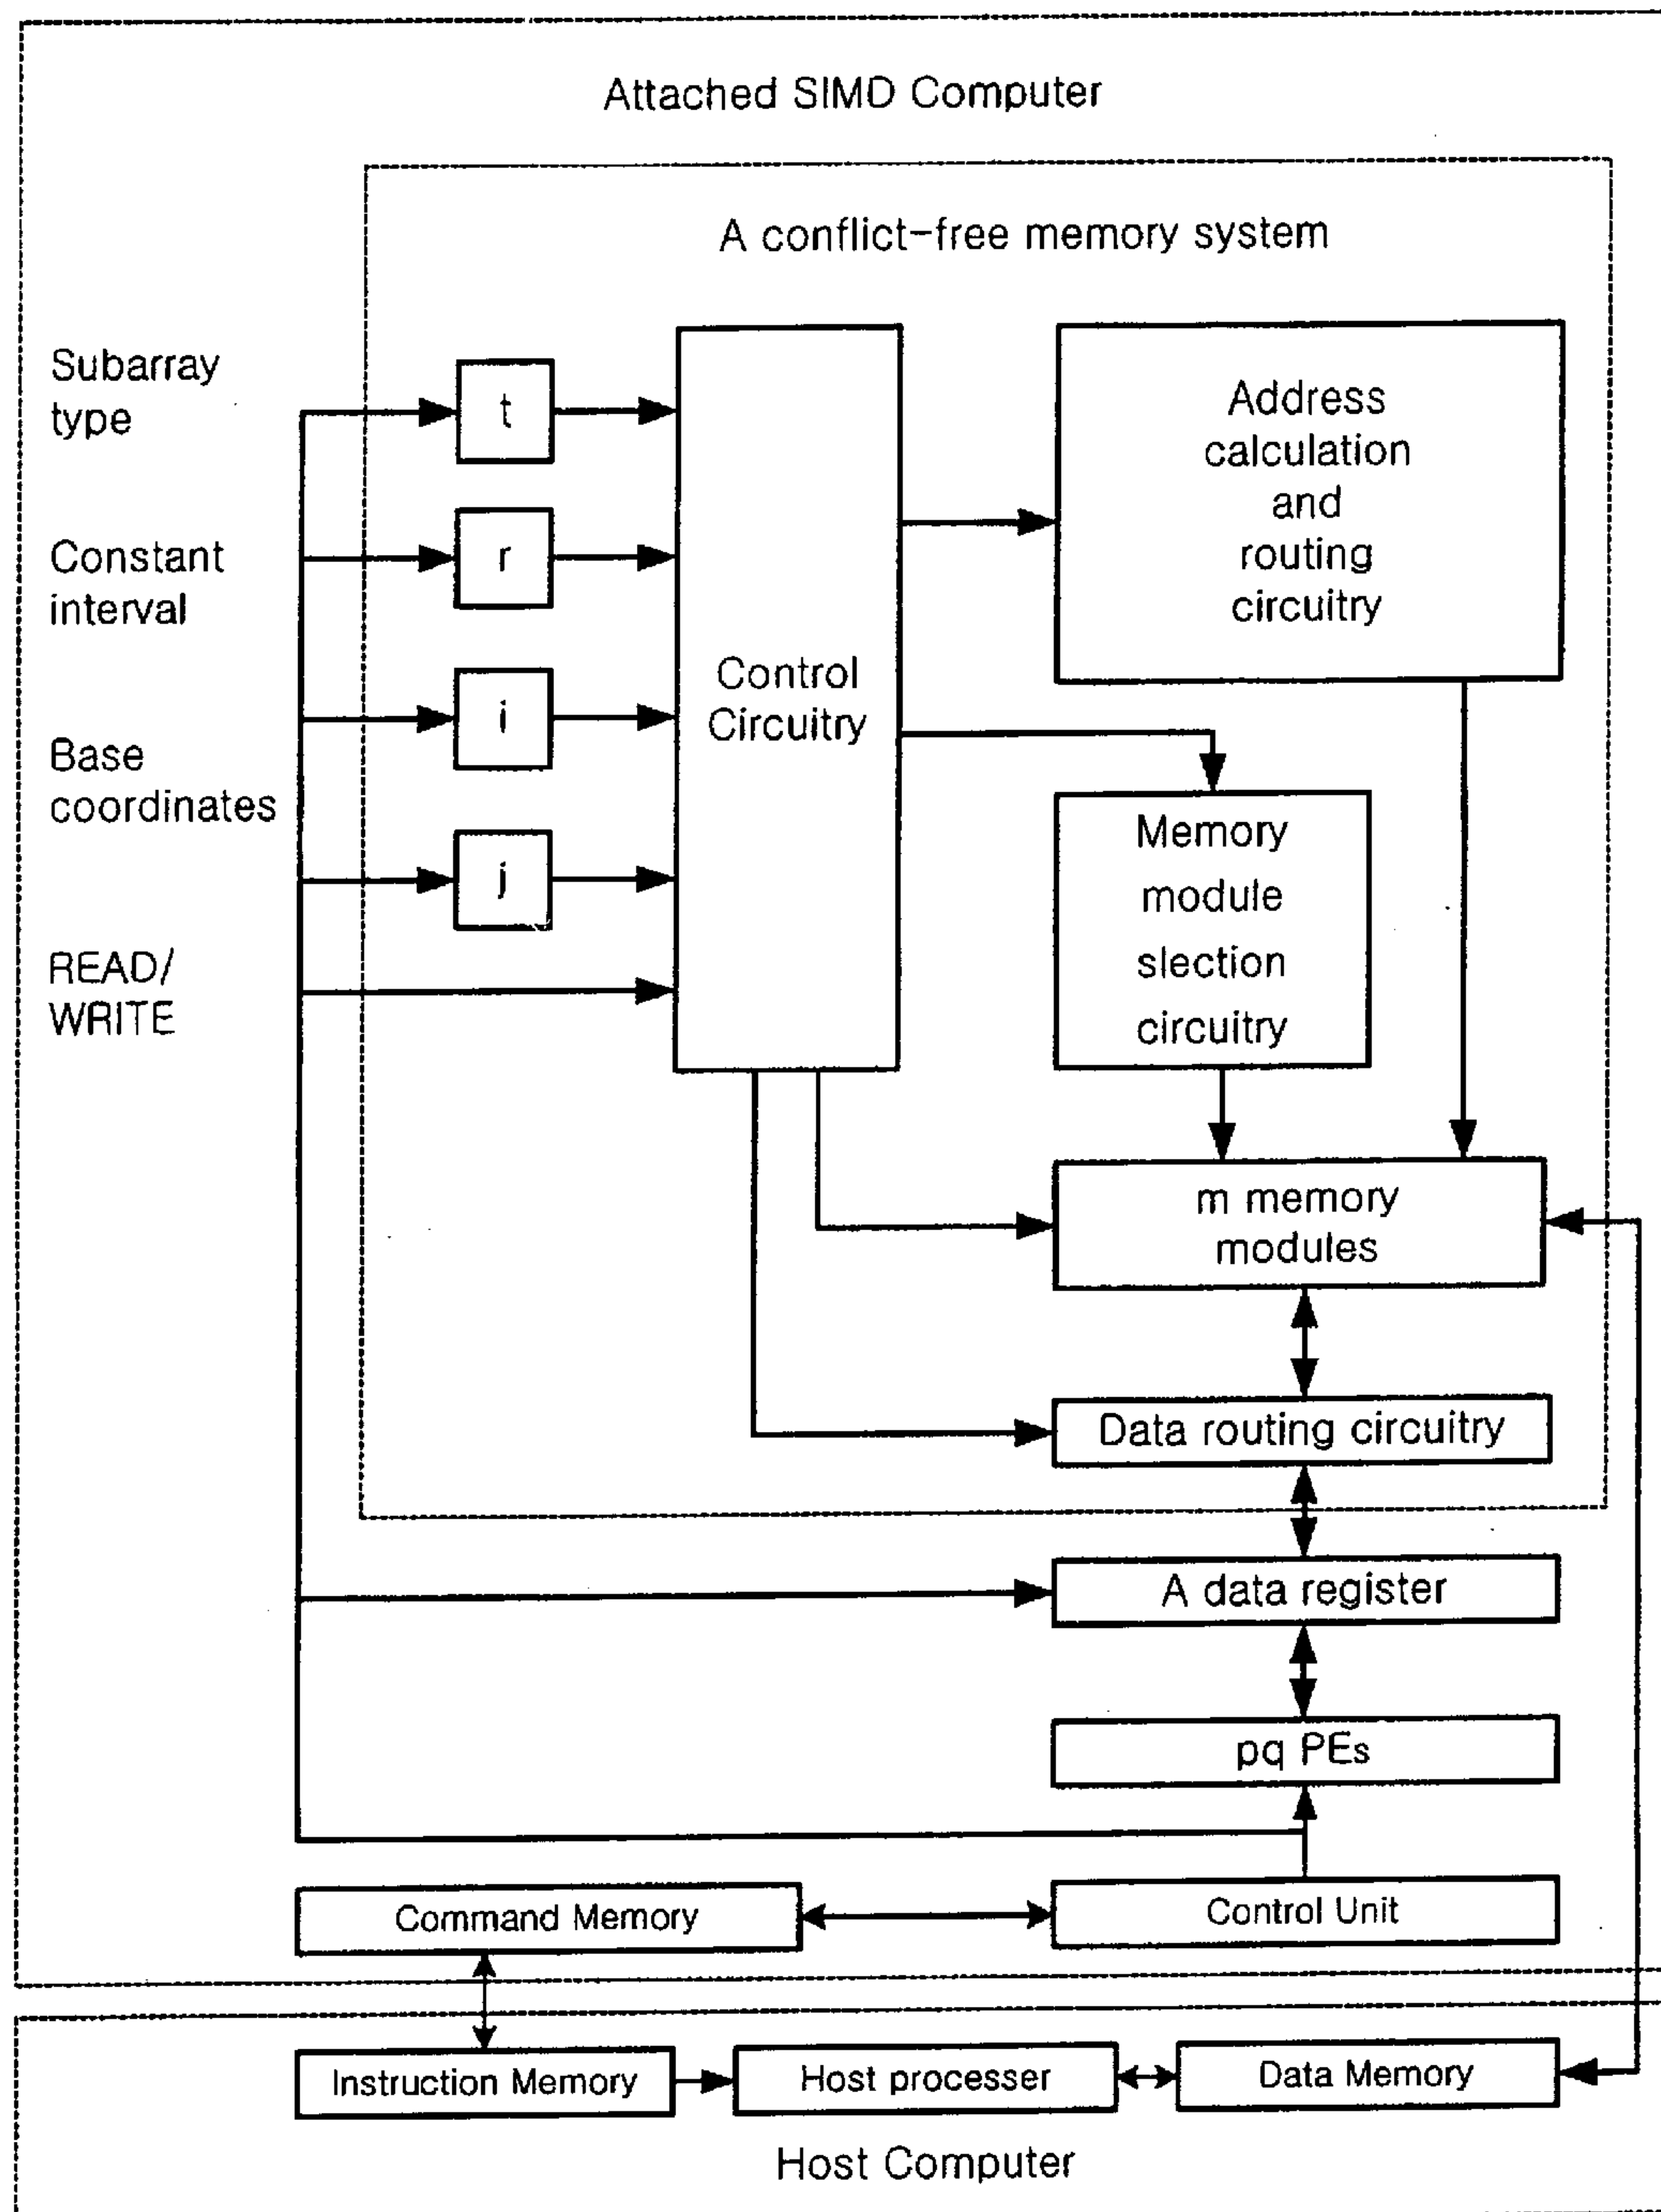 Attached SIMD Computer
A conflict-free memory system
Subarray
type
Constant
interval
Base
coordinates
READ/
WRITE
t
r
i
j
Control
Circuitry
Address
calculation
and
routing
circuitry
Memory
module
slection
circuitry
m memory
modules
Data routing circuitry
A data register
pq PEs
Command Memory
Control Unit
Instruction Memory
Host processer
Data Memory
Host Computer